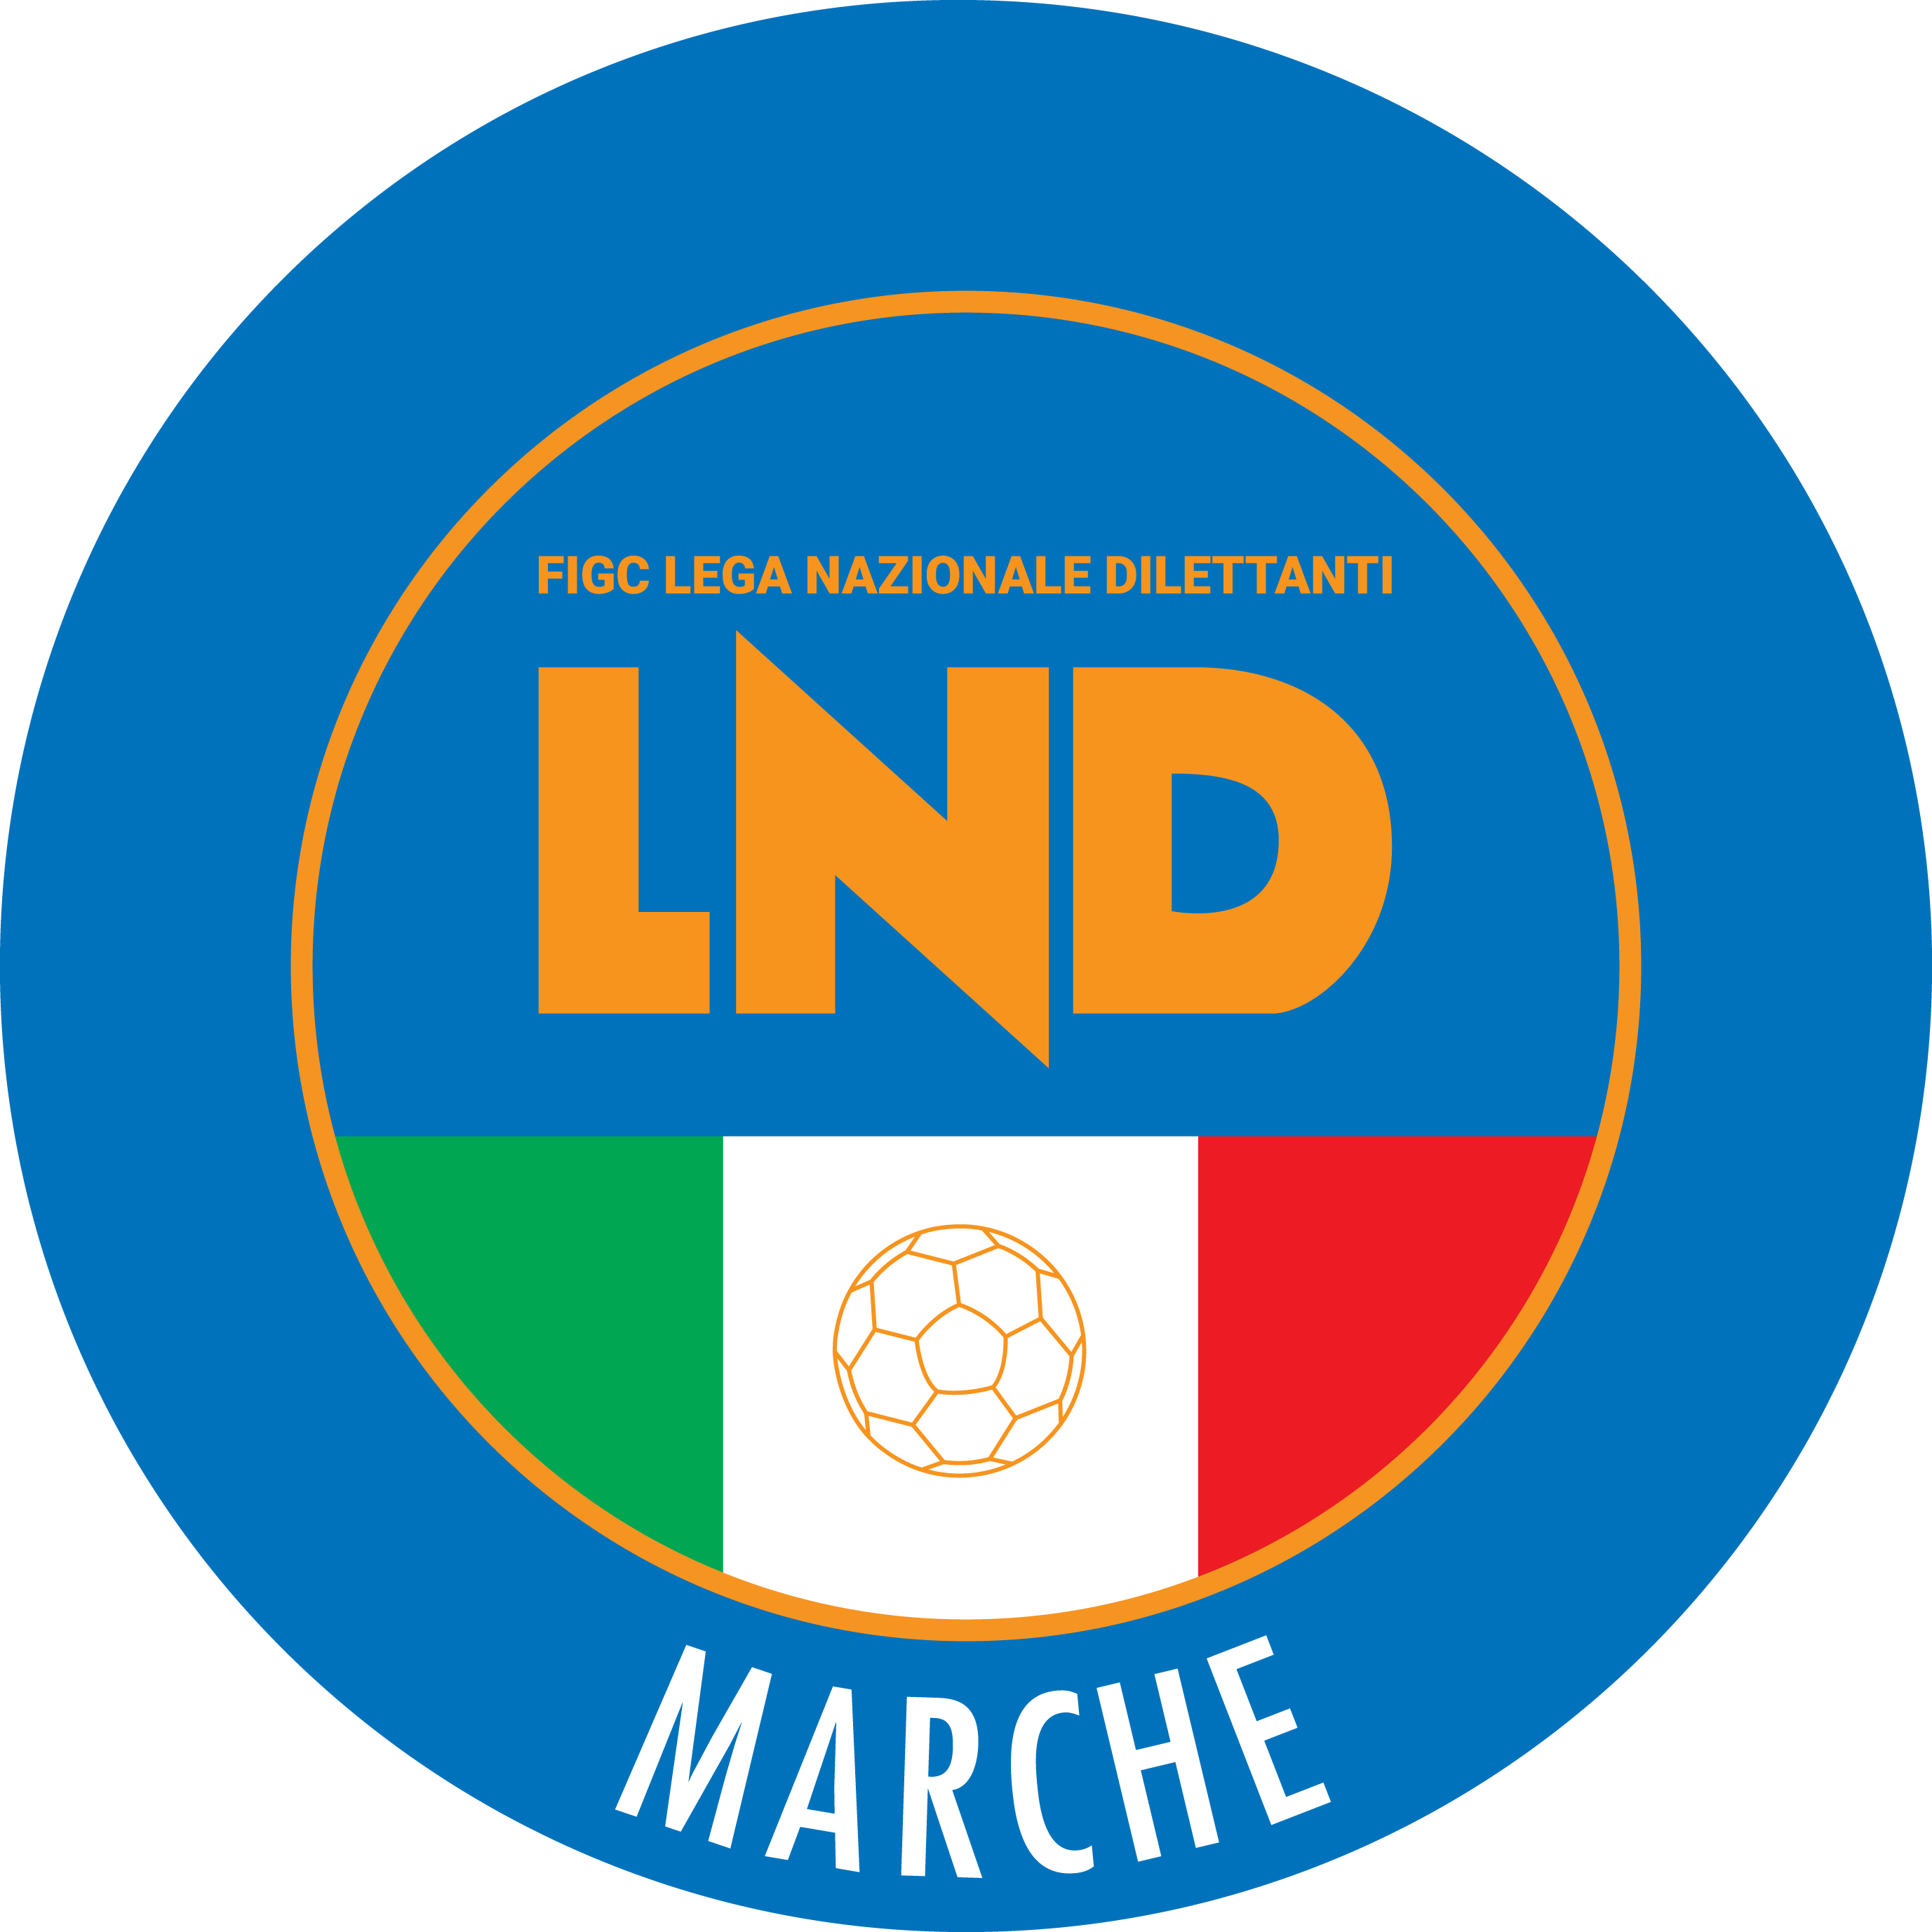 FIGC LEGA NAZIONALE DILETTANTI
LND
MARCHE